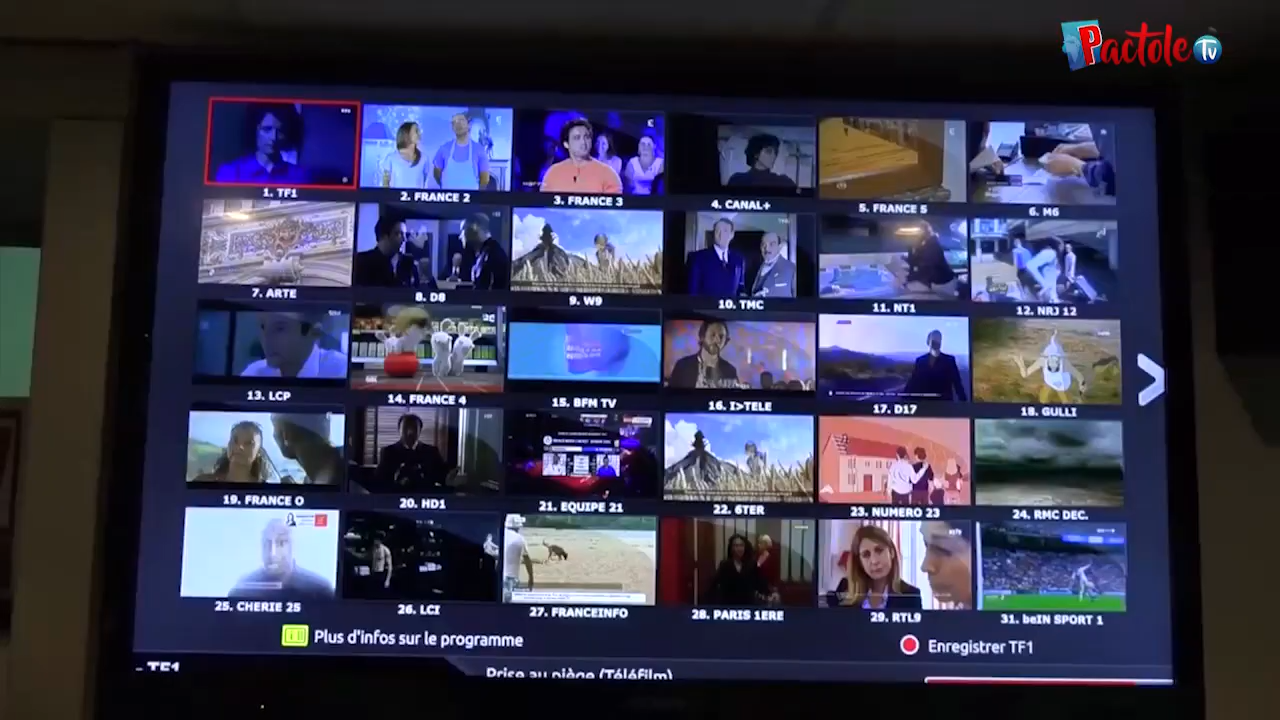 Pactole Tv
1. TF1
2. FRANCE 2
3. FRANCE 3
4. CANAL+
5. FRANCE 5
6. M6
7. ARTE
8. D8
9. W9
10. TMC
11. NT1
12. NRJ 12
13. LCP
14. FRANCE 4
15. BFM TV
16. I>TELE
17. D17
18. GULLI
19. FRANCE O
20. HD1
21. EQUIPE 21
22. 6TER
23. NUMERO 23
24. RMC DEC.
25. CHERIE 25
26. LCI
27. FRANCEINFO
28. PARIS 1ERE
29. RTL9
31. beIN SPORT 1
Plus d'infos sur le programme
Enregistrer TF1
TF1
Prise au piège (Téléfilm)